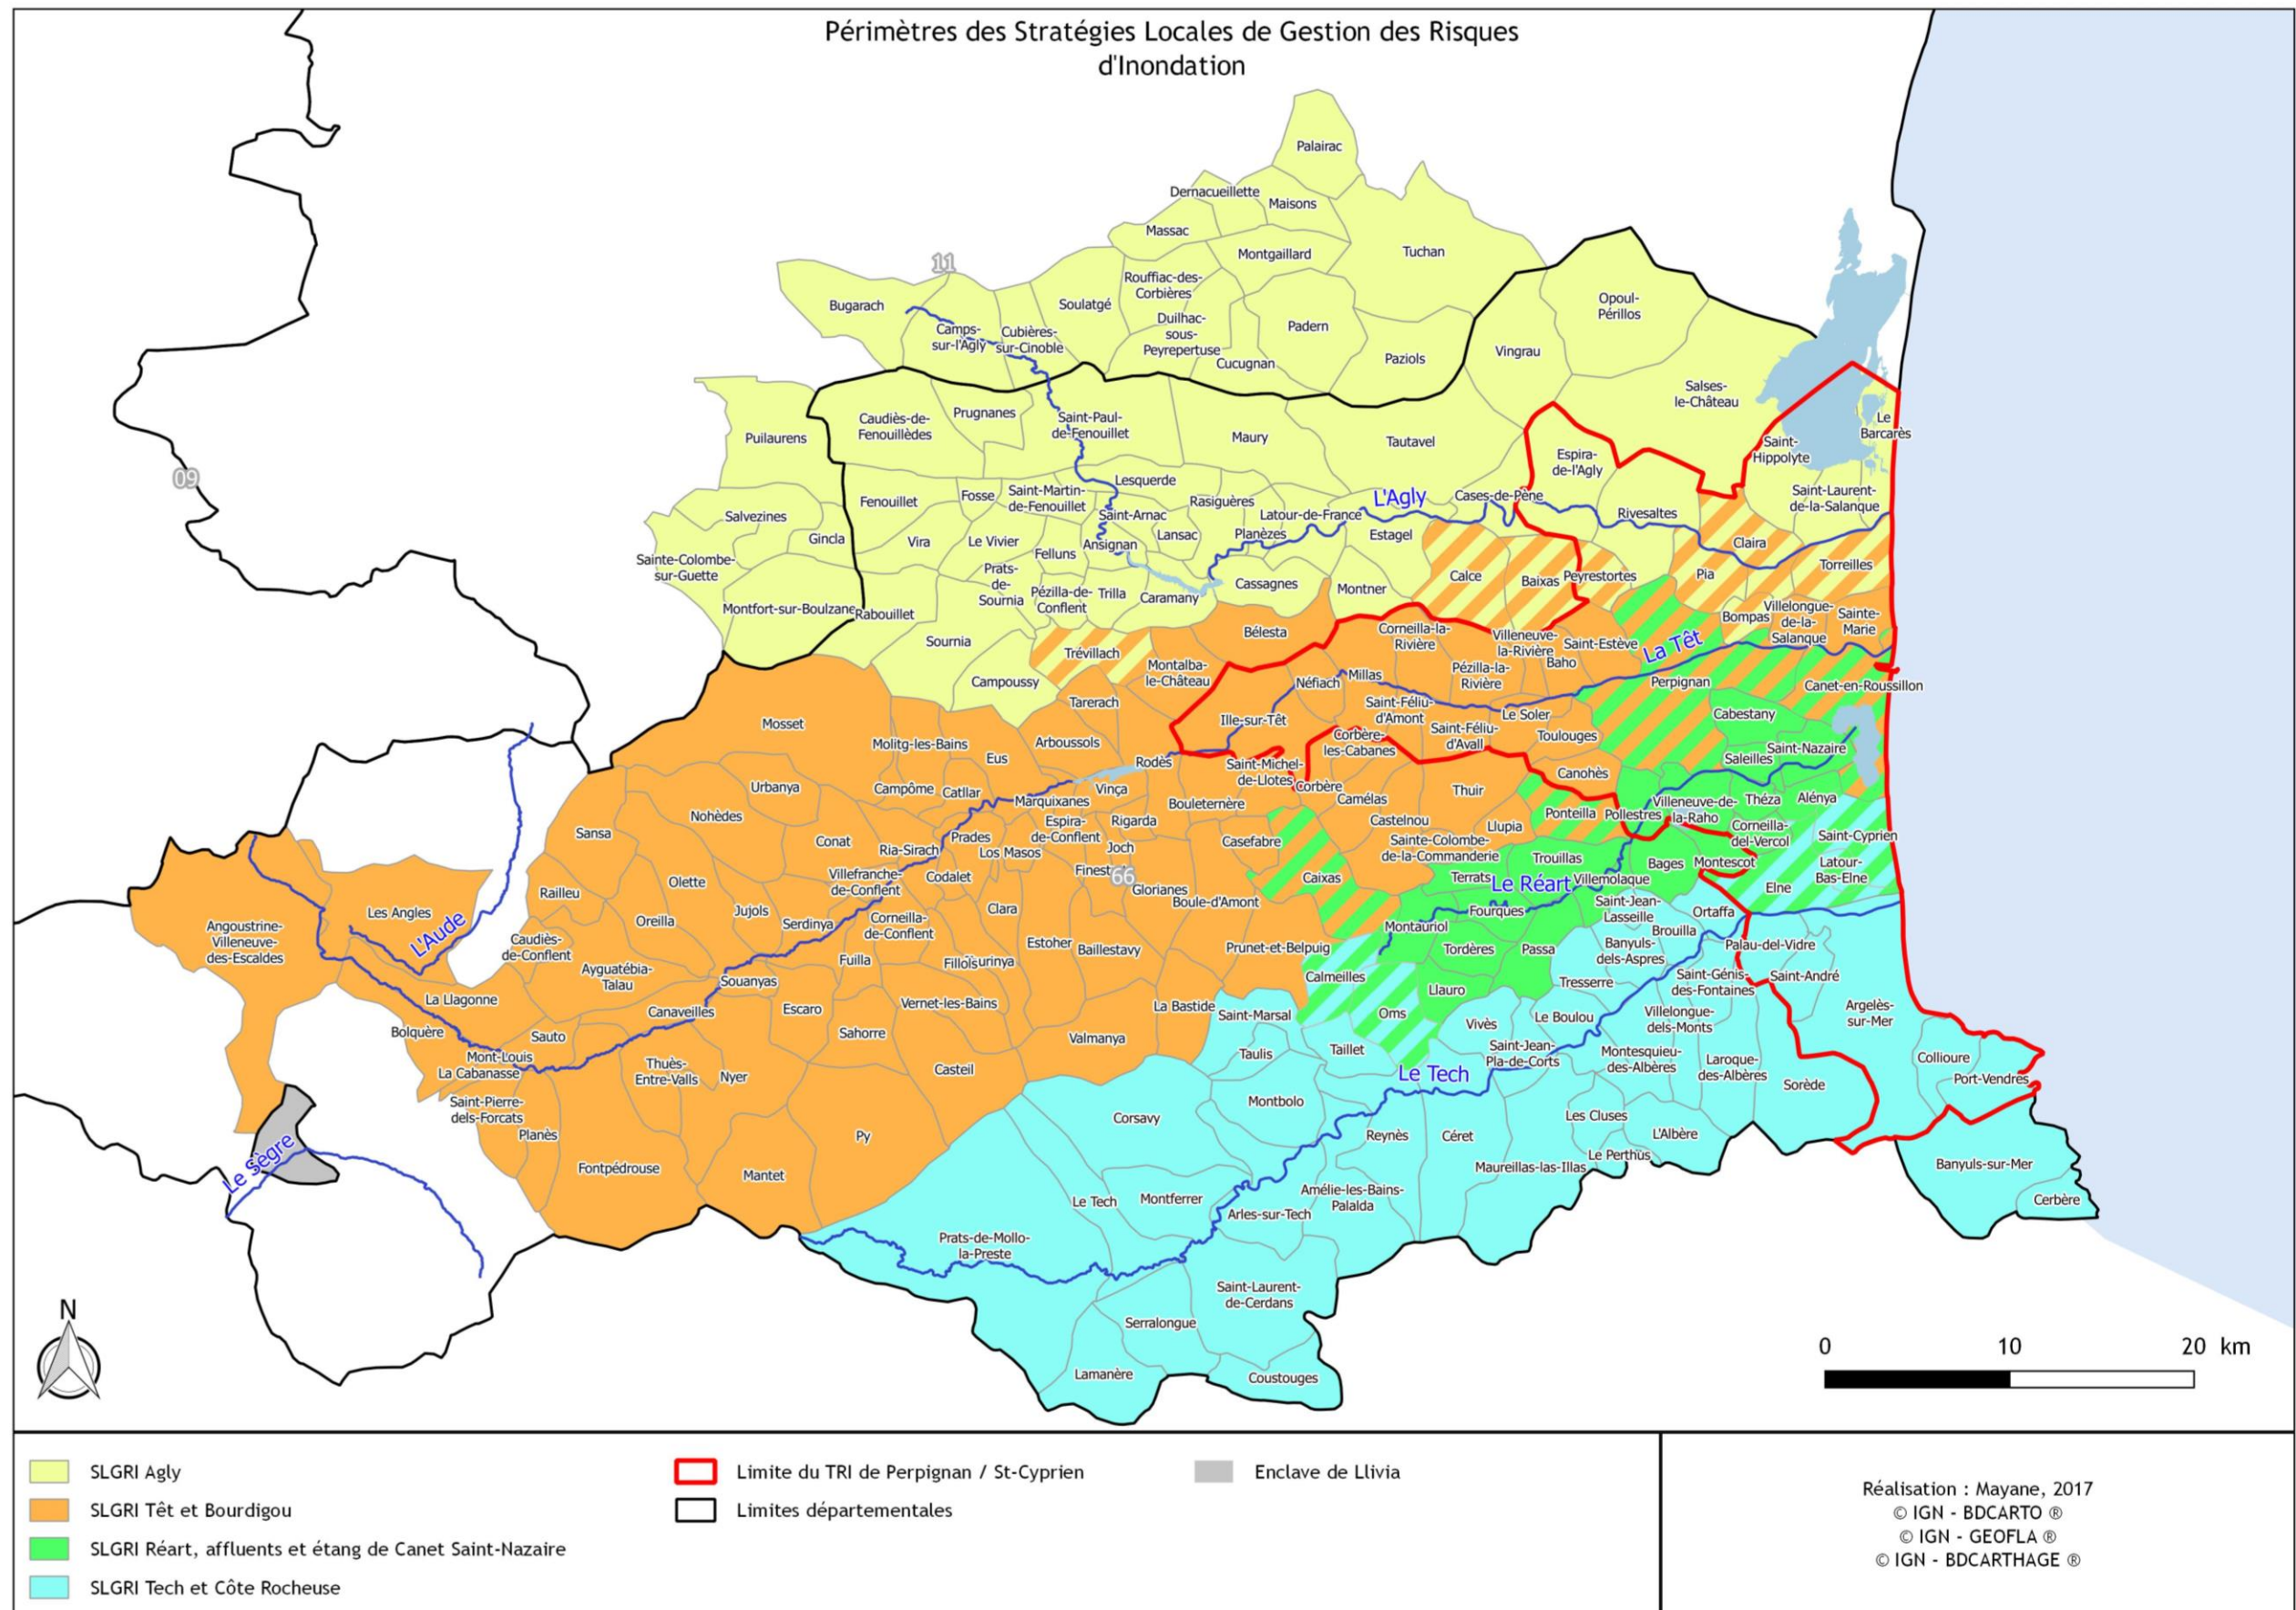 Périmètres des Stratégies Locales de Gestion des Risques
d'Inondation
Palairac
Dernacueillette
Maisons
Massac
Montgaillard
Tuchan
11
Rouffiac-des-
Corbières
Bugarach
Soulatgé
Opoul-
Périllos
Camps-
sur-l'Agly
Cubières-
sur-Cinoble
Duilhac-
sous-
Peyrepertuse
Padern
Cucugnan
Paziols
Vingrau
Salses-
le-Château
Le
Barcarès
Puilaurens
Caudiès-de-
Fenouillèdes
Prugnanes
Saint-Paul-
de-Fenouillet
Maury
Tautavel
Saint-
Hippolyte
Espira-
de-l'Agly
09
Lesquerde
Fenouillet
Fosse
Saint-Martin-
de-Fenouillet
Rasiguères
L'Agly
Cases-de-Pène
Saint-Laurent-
de-la-Salanque
Salvezines
Saint-Arnac
Latour-de-France
Rivesaltes
Gincla
Vira
Le Vivier
Felluns
Ansignan
Lansac
Planèzes
Estagel
Claira
Sainte-Colombe-
sur-Guette
Prats-
de-
Sournia
Torreilles
Montfort-sur-Boulzane
Rabouillet
Pézilla-de-
Conflent
Trilla
Caramany
Cassagnes
Montner
Calce
Baixas
Peyrestortes
Pia
Sournia
Bélesta
Corneilla-la-
Rivière
Villeneuve-
la-Rivière
Saint-Estève
Bompas
Villelongue-
de-la-
Salanque
Sainte-
Marie
Trévillach
Montalba-
le-Château
Baho
La Têt
Campoussy
Néfiach
Millas
Pézilla-la-
Rivière
Perpignan
Canet-en-Roussillon
Tarerach
Mosset
Ille-sur-Têt
Saint-Féliu-
d'Amont
Le Soler
Cabestany
Molitg-les-Bains
Arboussols
Corbère-
les-Cabanes
Saint-Féliu-
d'Avall
Toulouges
Saint-Nazaire
Eus
Rodès
Saint-Michel-
de-Llotes
Saleilles
Urbanya
Campôme
Catllar
Marquixanes
Vinça
Corbère
Camélas
Thuir
Canohès
Bouleternère
Nohèdes
Espira-
de-Conflent
Rigarda
Castelnou
Llupia
Ponteilla
Pollestres
Villeneuve-de-
la-Raho
Théza
Alénya
Sansa
Conat
Ria-Sirach
Prades
Los Masos
Joch
Casefabre
Sainte-Colombe-
de-la-Commanderie
Corneilla-
del-Vercol
Saint-Cyprien
Trouillas
Bages
Montescot
Latour-
Bas-Elne
Olette
Villefranche-
de-Conflent
Codalet
Finest
66
Glorianes
Caixas
Terrats
Le Réart
Villemolaque
Elne
Railleu
Boule-d'Amont
Les Angles
Oreilla
Jujols
Serdinya
Corneilla-
de-Conflent
Clara
Fourques
Saint-Jean-
Lasseille
Ortaffa
Angoustrine-
Villeneuve-
des-Escaldes
L'Aude
Montauriol
Brouilla
Caudiès-
de-Conflent
Estoher
Baillestavy
Prunet-et-Belpuig
Tordères
Passa
Banyuls-
dels-Aspres
Palau-del-Vidre
Ayguatébia-
Talau
Fuilla
Fillols
Calmeilles
Saint-Génis-
des-Fontaines
Saint-André
Souanyas
Llauro
Tresserre
La Llagonne
Canaveilles
Escaro
Vernet-les-Bains
La Bastide
Saint-Marsal
Oms
Vivès
Le Boulou
Villelongue-
dels-Monts
Argelès-
sur-Mer
Bolquère
Sauto
Sahorre
Valmanya
Mont-Louis
La Cabanasse
Thuès-
Entre-Valls
Nyer
Casteil
Taulis
Taillet
Saint-Jean-
Pla-de-Corts
Montesquieu-
des-Albères
Laroque-
des-Albères
Collioure
Le Tech
Sorède
Port-Vendres
Saint-Pierre-
dels-Forcats
Corsavy
Montbolo
Les Cluses
Planès
Py
Reynès
Céret
L'Albère
Le Sègre
Fontpédrouse
Mantet
Maureillas-las-Illas
Le Perthus
Banyuls-sur-Mer
Le Tech
Montferrer
Amélie-les-Bains-
Palalda
Arles-sur-Tech
Cerbère
Prats-de-Mollo-
la-Preste
Saint-Laurent-
de-Cerdans
Serralongue
N
Lamanère
Coustouges
0 10 20 km
SLGRI Agly
SLGRI Têt et Bourdigou
SLGRI Réart, affluents et étang de Canet Saint-Nazaire
SLGRI Tech et Côte Rocheuse
Limite du TRI de Perpignan / St-Cyprien
Limites départementales
Enclave de Llivia
Réalisation : Mayane, 2017
© IGN - BDCARTO ®
© IGN - GEOFLA ®
© IGN - BDCARTHAGE ®